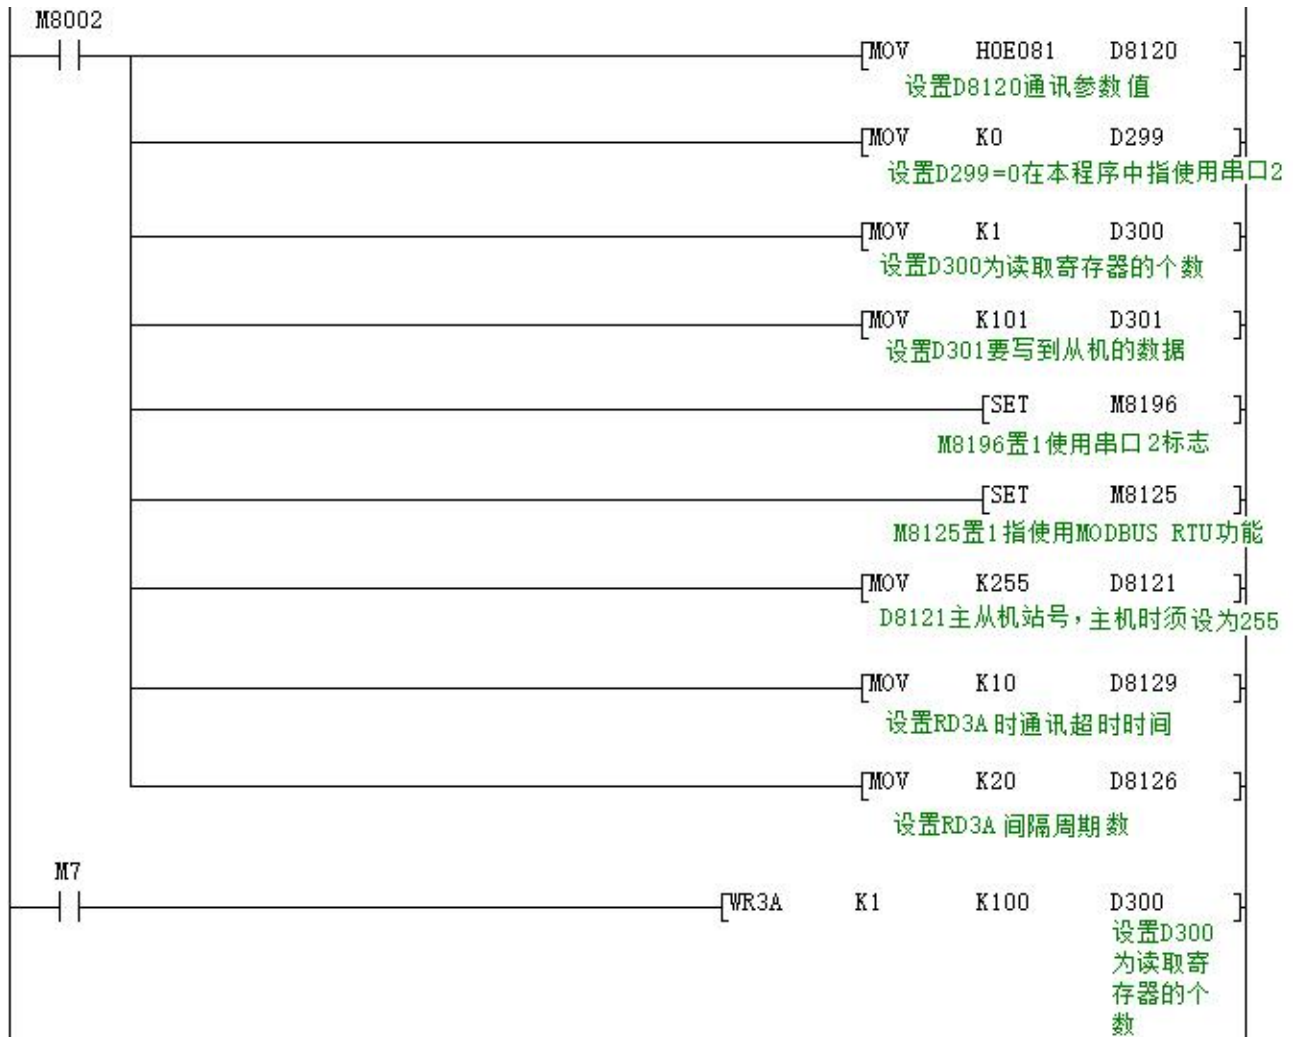 M8002
MOV H0E081 D8120
设置D8120通讯参数值
MOV K0 D299
设置D299=0在本程序中指使用串口2
MOV K1 D300
设置D300为读取寄存器的个数
MOV K101 D301
设置D301要写到从机的数据
SET M8196
M8196置1使用串口2标志
SET M8125
M8125置1指使用MODBUS RTU功能
MOV K255 D8121
D8121主从机站号，主机时须设为255
MOV K10 D8129
设置RD3A时通讯超时时间
MOV K20 D8126
设置RD3A间隔周期数
M7
WR3A K1 K100 D300
设置D300
为读取寄
存器的个
数